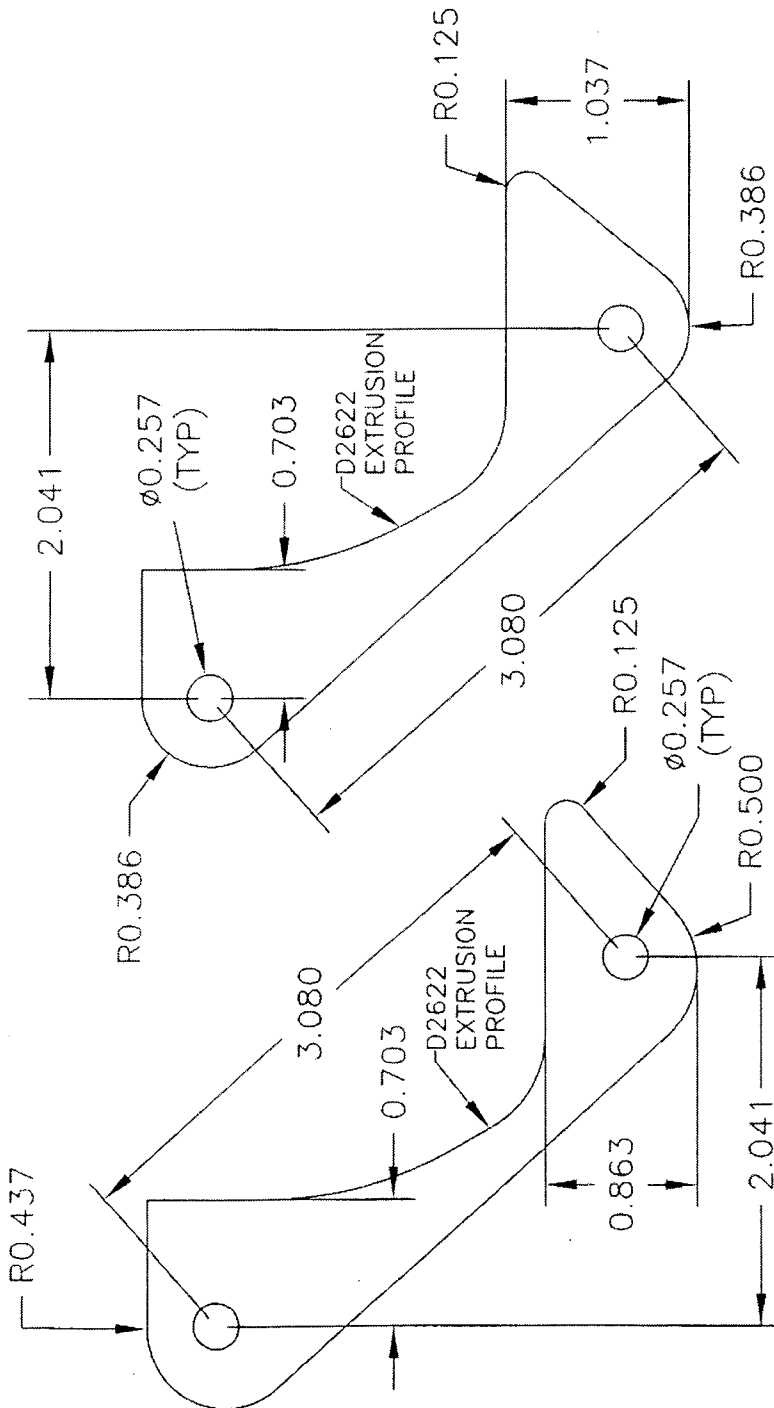 R0.437
3.080
0.703
D2622
EXTRUSION
PROFILE
0.863
2.041
R0.125
Ø0.257
(TYP)
R0.500
2.041
Ø0.257
(TYP)
0.703
R0.386
D2622
EXTRUSION
PROFILE
3.080
R0.125
1.037
R0.386